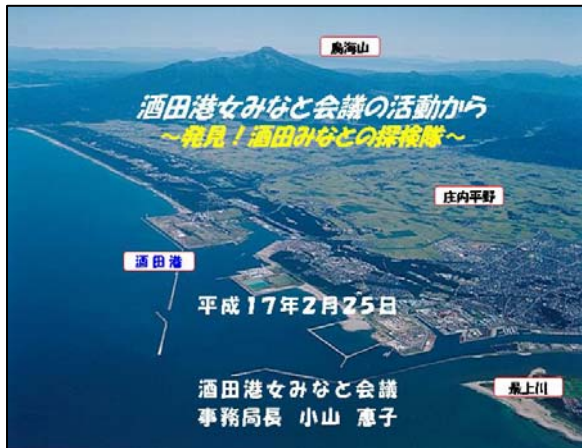 鳥海山
酒田港女みなと会議の活動から
～発見！酒田みなとの探検隊～
庄内平野
酒田港
平成17年2月25日
酒田港女みなと会議
最上川
事務局長 小山 恵子